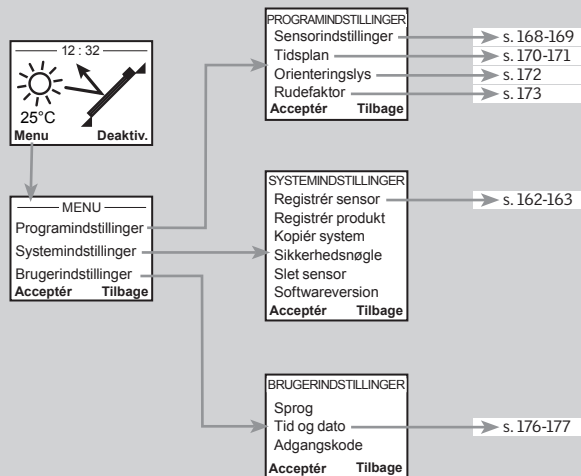 12 : 32
25°C
Menu Deaktiv.
MENU
Programindstillinger
Systemindstillinger
Brugerindstillinger
Acceptér Tilbage
PROGRAMINDSTILLINGER
Sensorindstillinger s. 168-169
Tidsplan s. 170-171
Orienteringslys s. 172
Rudefaktor s. 173
Acceptér Tilbage
SYSTEMINDSTILLINGER
Registrér sensor s. 162-163
Registrér produkt
Kopiér system
Sikkerhedsnøgle
Slet sensor
Softwareversion
Acceptér Tilbage
BRUGERINDSTILLINGER
Sprog
Tid og dato s. 176-177
Adgangskode
Acceptér Tilbage